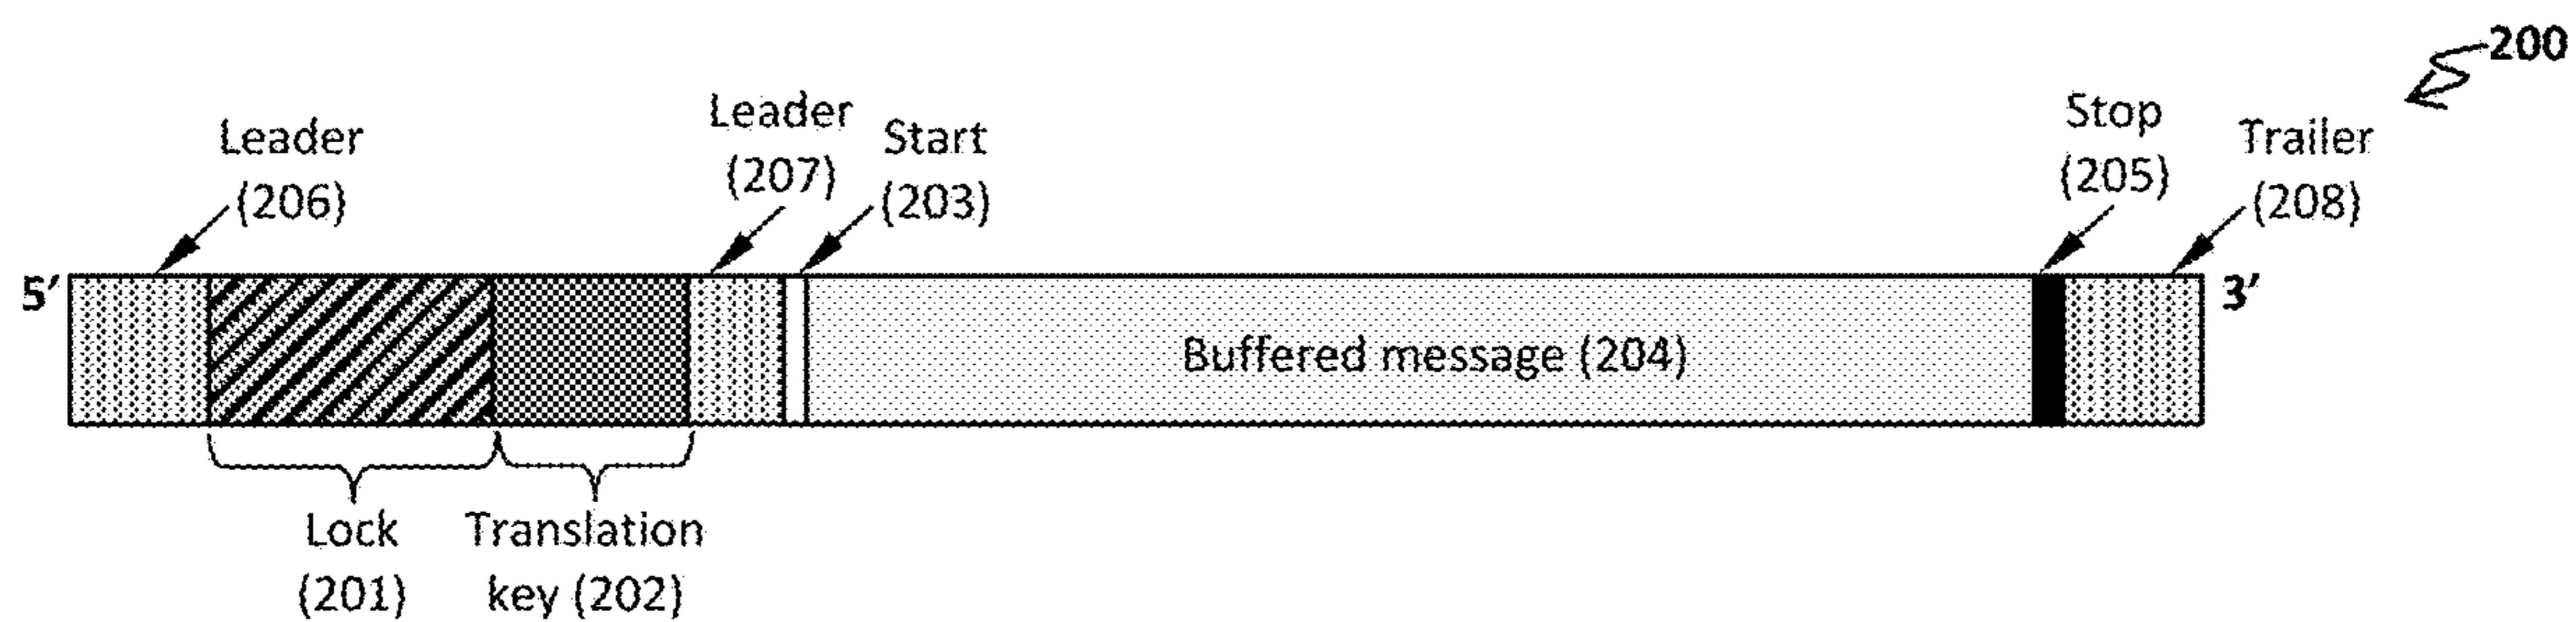 200
Leader
(206)
Leader
(207)
Start
(203)
Stop
(205)
Trailer
(208)
5′
Buffered message (204)
3′
Lock
(201)
Translation
key (202)